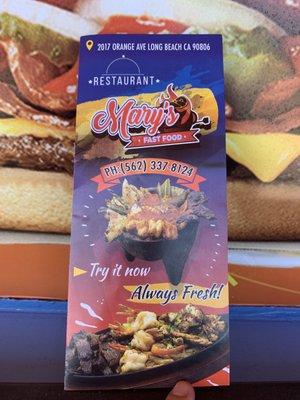 2017 ORANGE AVE LONG BEACH CA 90806
RESTAURANT
Mary's
FAST FOOD
PH:(562) 337-8124
Try it now
Always Fresh!